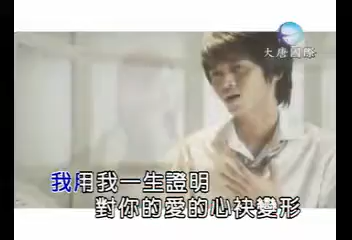 大唐國際
我用我一生證明
對你的愛的心袂變形